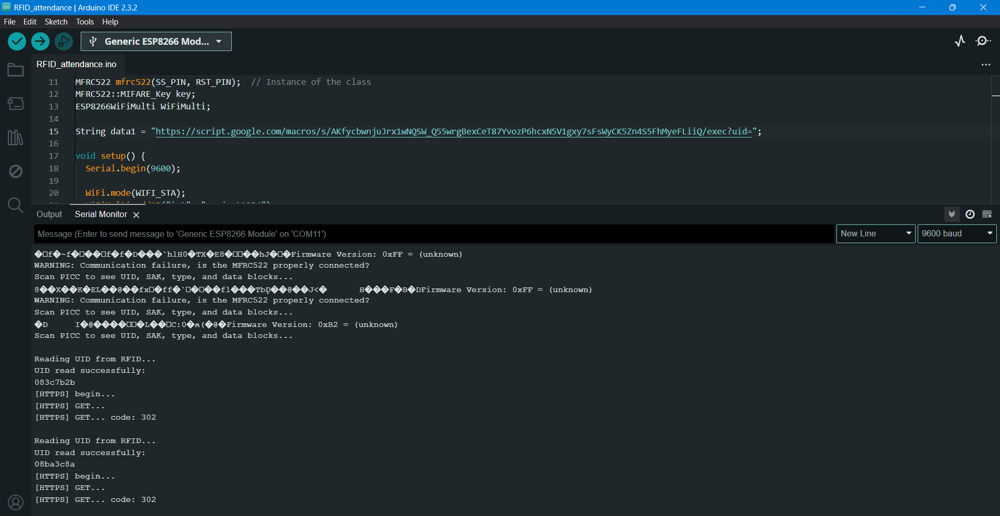 RFID_attendance | Arduino IDE 2.3.2
File Edit Sketch Tools Help
Generic ESP8266 Mod...
RFID_attendance.ino
11 MFRC522 mfrc522(SS_PIN, RST_PIN);  // Instance of the class
12 MFRC522::MIFARE_Key key;
13 ESP8266WiFiMulti WiFiMulti;
14
15 String data1 = "https://script.google.com/macros/s/AKfycbwnjuJrx1wNQSW_Q55wrgBexCeT87YvozP6hcxN5V1gxy7sFsWyCK5Zn4S5FhMyeFLiiQ/exec?uid=";
16
17 void setup() {
18 Serial.begin(9600);
19
20 WiFi.mode(WIFI_STA);
Output Serial Monitor
Message (Enter to send message to 'Generic ESP8266 Module' on 'COM11')
New Line 9600 baud
Firmware Version: 0xFF = (unknown)
WARNING: Communication failure, is the MFRC522 properly connected?
Scan PICC to see UID, SAK, type, and data blocks...
Firmware Version: 0xFF = (unknown)
WARNING: Communication failure, is the MFRC522 properly connected?
Scan PICC to see UID, SAK, type, and data blocks...
Firmware Version: 0xB2 = (unknown)
Scan PICC to see UID, SAK, type, and data blocks...
Reading UID from RFID...
UID read successfully:
083c7b2b
[HTTPS] begin...
[HTTPS] GET...
[HTTPS] GET... code: 302
Reading UID from RFID...
UID read successfully:
08ba3c8a
[HTTPS] begin...
[HTTPS] GET...
[HTTPS] GET... code: 302